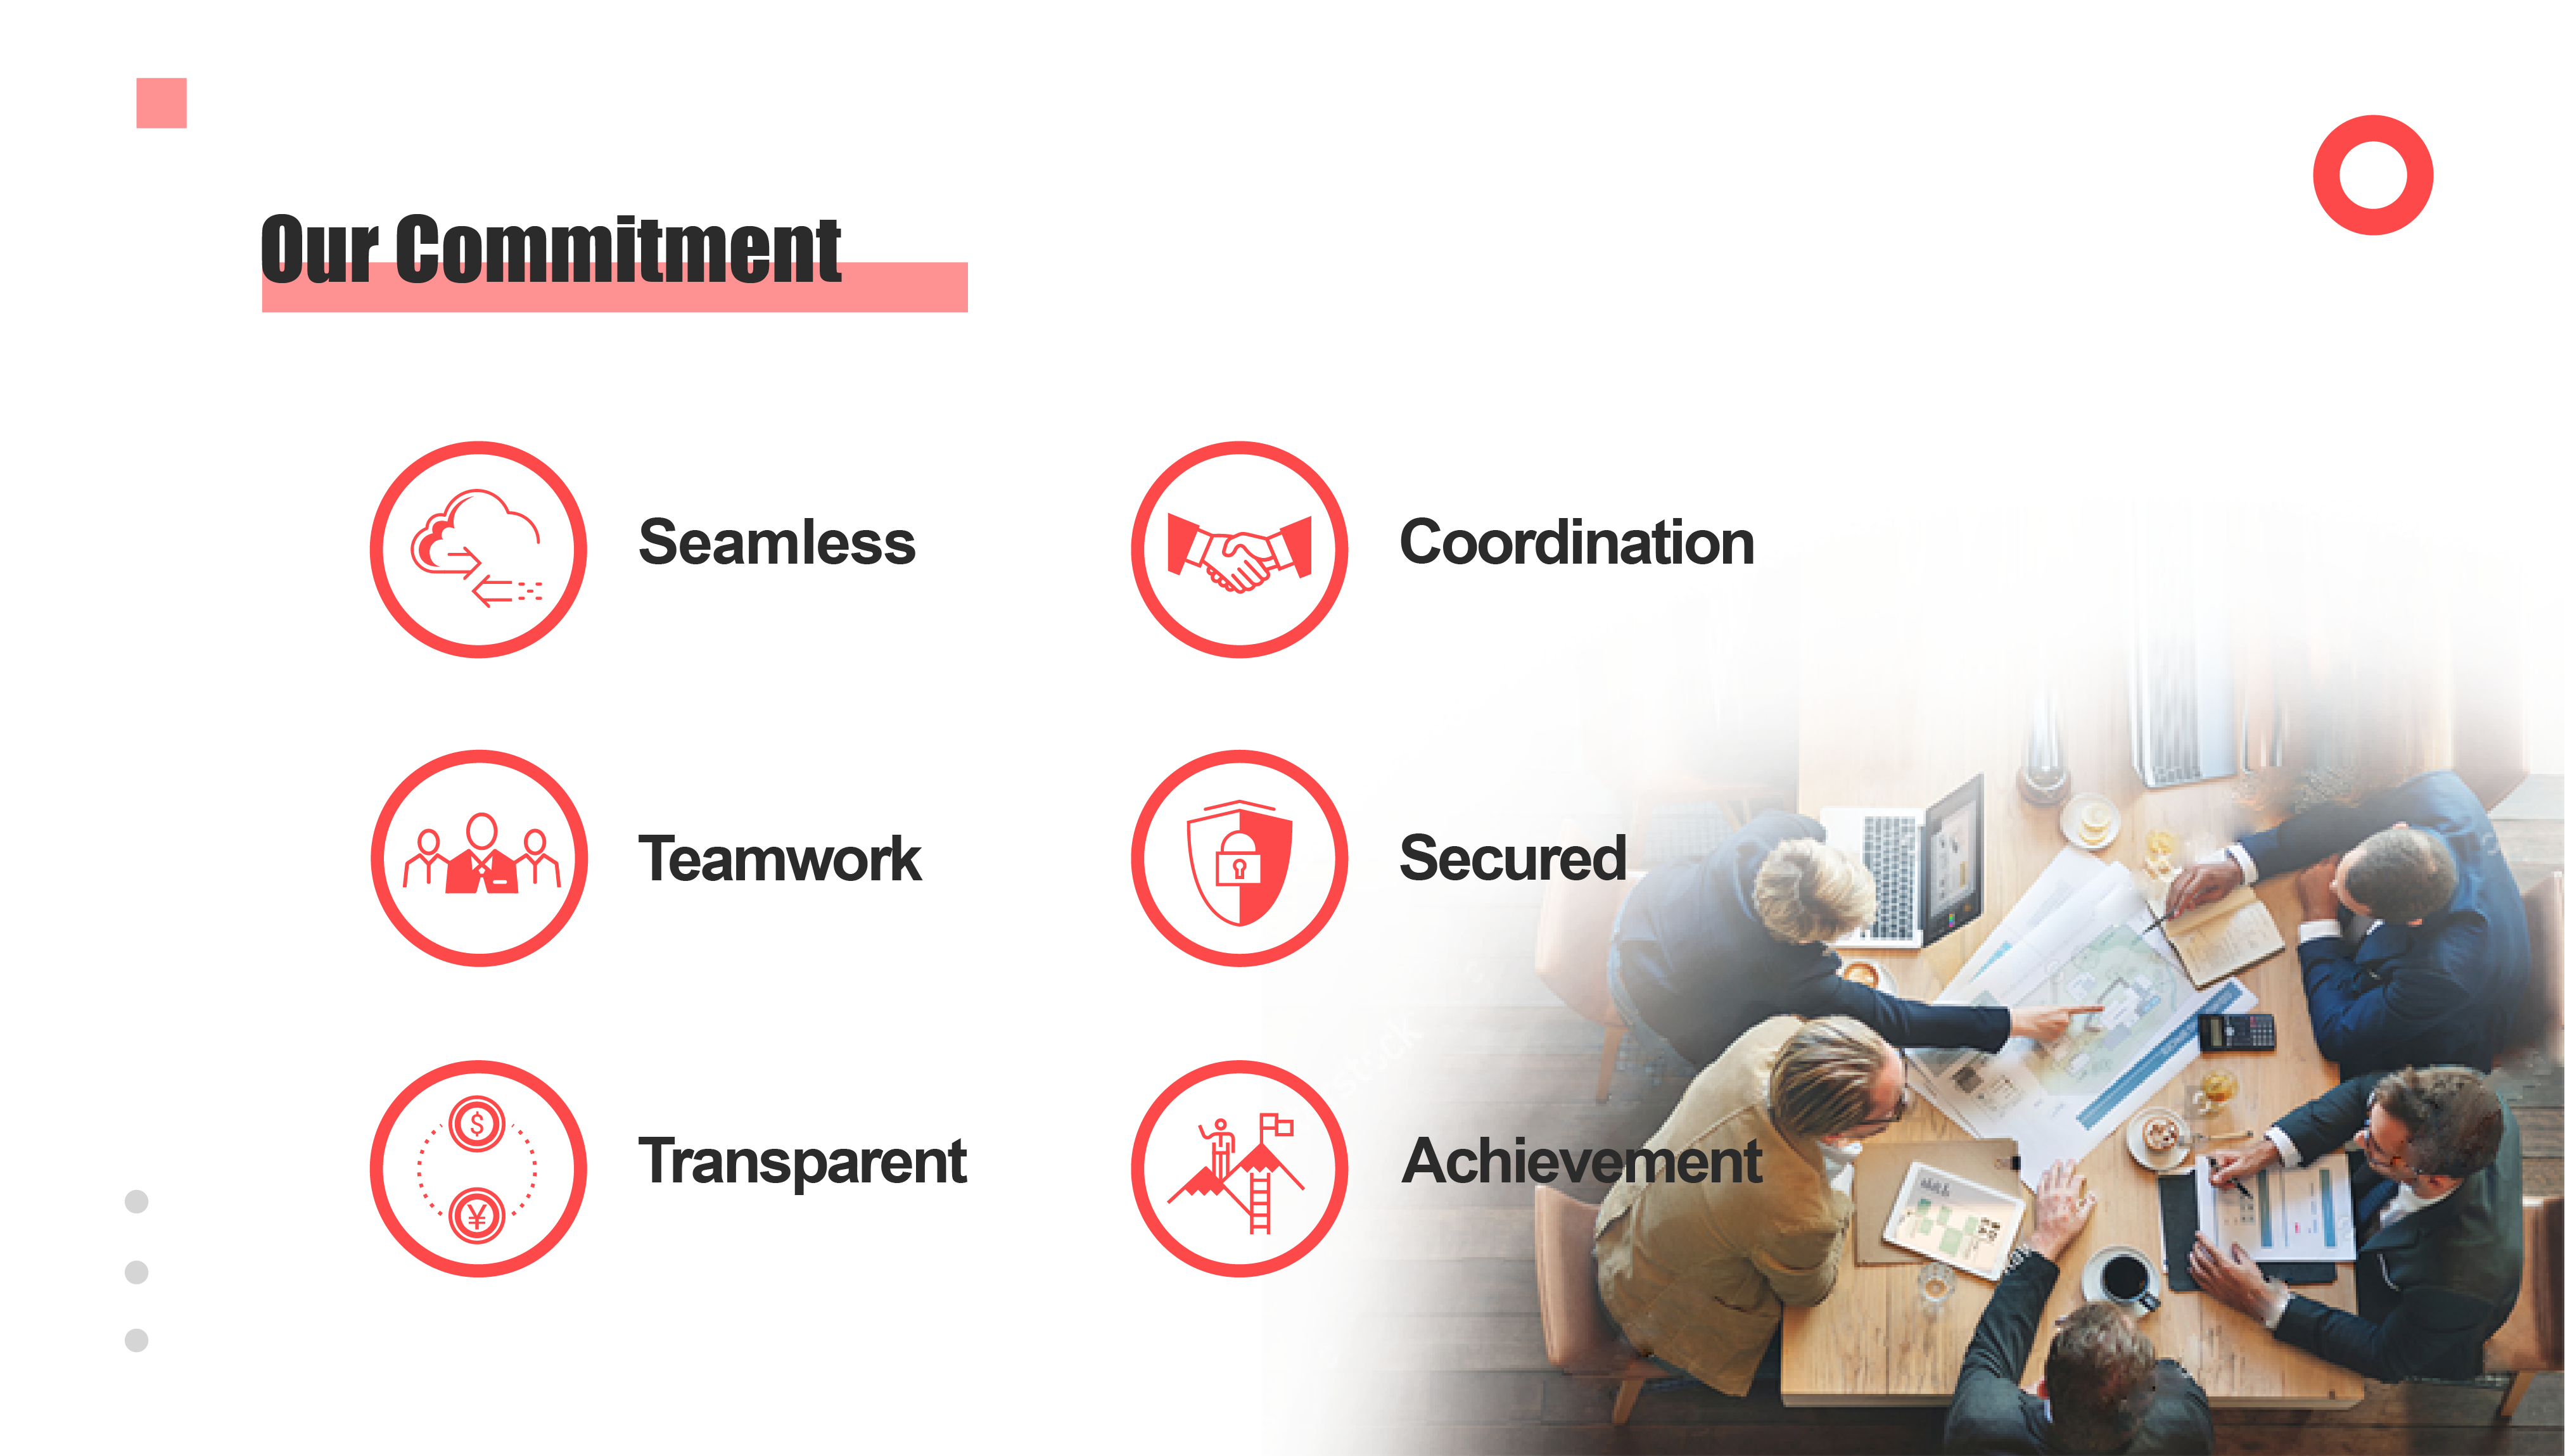 Our Commitment
Seamless
Coordination
Teamwork
Secured
Transparent
Achievement
$
¥